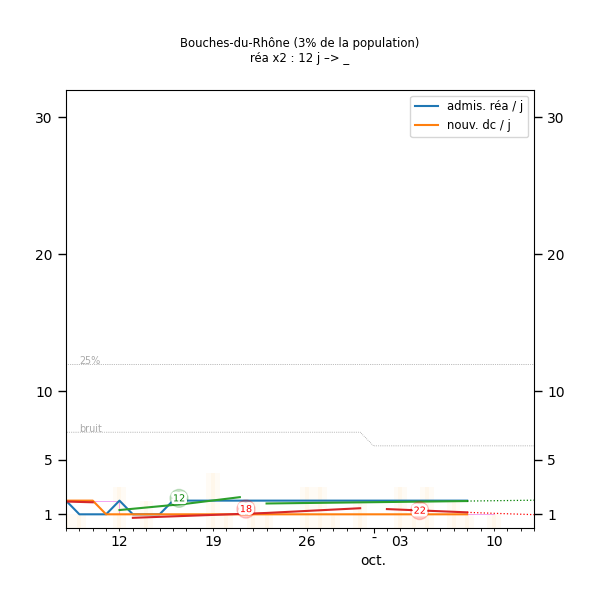 Bouches-du-Rhône (3% de la population)
réa x2 : 12 j –> _
admis. réa / j
nouv. dc / j
30 30
20 20
25%
10 10
bruit
5 5
12
18
22
1 1
12 19 26 - 03 10
oct.